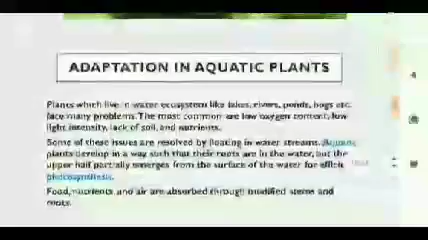 ADAPTATION IN AQUATIC PLANTS
Plants which live in water ecosystem like lakes, rivers, ponds, bogs etc.
face many problems. The most common are low oxygen content, low
light intensity, lack of soil, and nutrients.
Some of these issues are resolved by floating in water streams. Aquatic
plants develop in a way such that their roots are in the water, but the
upper half partially emerges from the surface of the water for efficit
photosynthesis.
Food, nutrients and air are absorbed through modified stems and
roots.